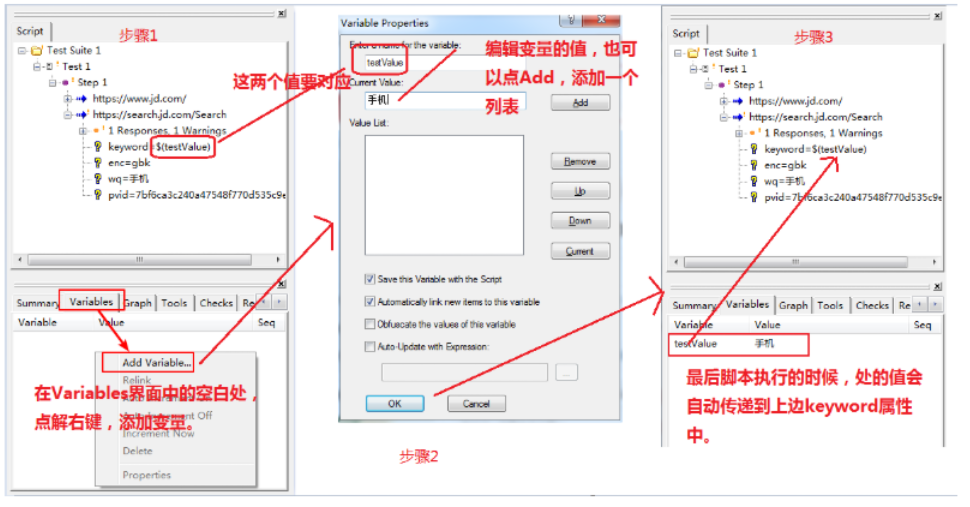 Script
步骤1
Test Suite 1
Test 1
Step 1
https://www.jd.com/
https://search.jd.com/Search
1 Responses, 1 Warnings
keyword=$(testValue)
enc=gbk
wq=手机
pvid=7bf6ca3c240a47548f770d535c9e
这两个值要对应
Summary Variables Graph Tools Checks Re
Variable Value Seq
Add Variable...
Relink
Increment Off
Increment Now
Delete
Properties
在Variables界面中的空白处，
点解右键，添加变量。
Variable Properties
Enter a name for the variable:
testValue
Current Value:
手机
Add
Value List:
Remove
Up
Down
Current
Save this Variable with the Script
Automatically link new items to this variable
Obfuscate the values of this variable
Auto-Update with Expression:
...
OK Cancel
编辑变量的值，也可
以点Add，添加一个
列表
步骤2
Script
步骤3
Test Suite 1
Test 1
Step 1
https://www.jd.com/
https://search.jd.com/Search
1 Responses, 1 Warnings
keyword=$(testValue)
enc=gbk
wq=手机
pvid=7bf6ca3c240a47548f770d535c9e
Summary Variables Graph Tools Checks Re
Variable Value Seq
testValue 手机
最后脚本执行的时候，处的值会
自动传递到上边keyword属性
中。